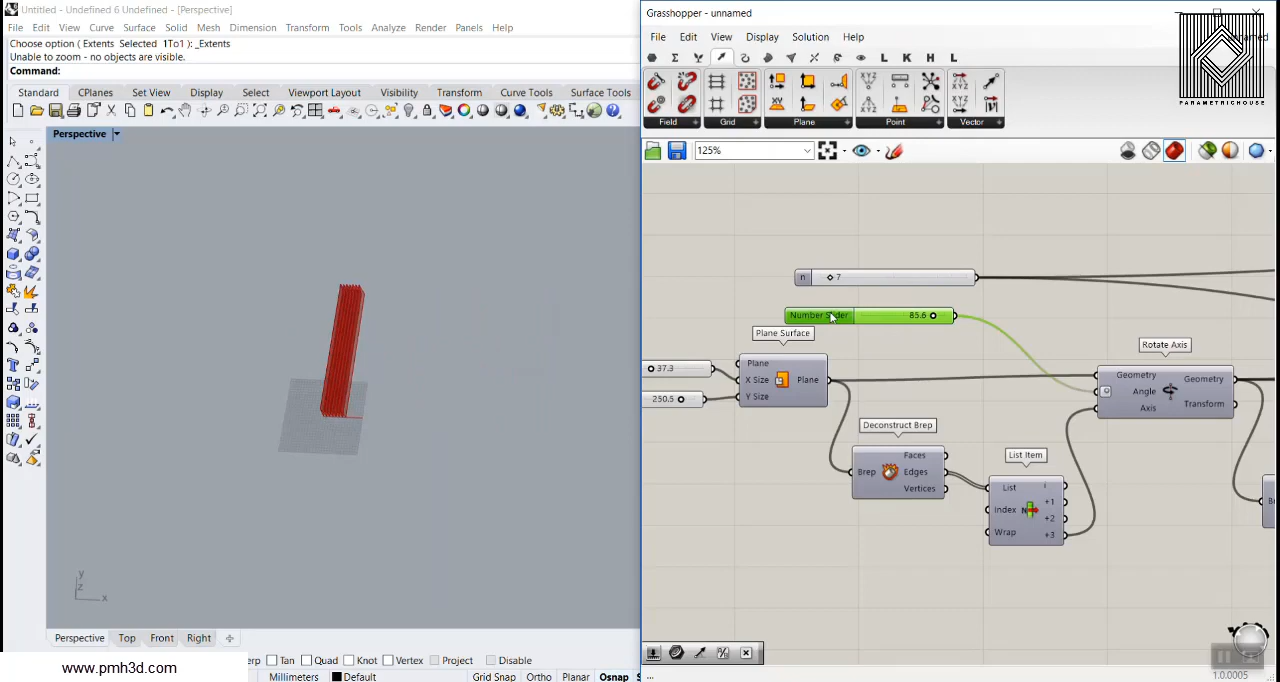 Untitled - Undefined 6 Undefined - [Perspective]
File Edit View Curve Surface Solid Mesh Dimension Transform Tools Analyze Render Panels Help
Choose option ( Extents Selected 1To1 ): _Extents
Unable to zoom - no objects are visible.
Command:
Standard CPlanes Set View Display Select Viewport Layout Visibility Transform Curve Tools Surface Tools
Perspective
y
z
x
Perspective Top Front Right
Tan Quad Knot Vertex Project Disable
www.pmh3d.com
Millimeters Default Grid Snap Ortho Planar Osnap
Grasshopper - unnamed
File Edit View Display Solution Help
PARAMETRICHOUSE
L K H L
Field Grid Plane Point Vector
125%
n 7
Number Slider 85.6
Plane Surface
Rotate Axis
37.3
250.5
Plane
X Size
Y Size
Plane
Geometry
Angle
Axis
Geometry
Transform
Deconstruct Brep
Brep
Faces
Edges
Vertices
List Item
List
Index
Wrap
i
+1
+2
+3
...
1.0.0005